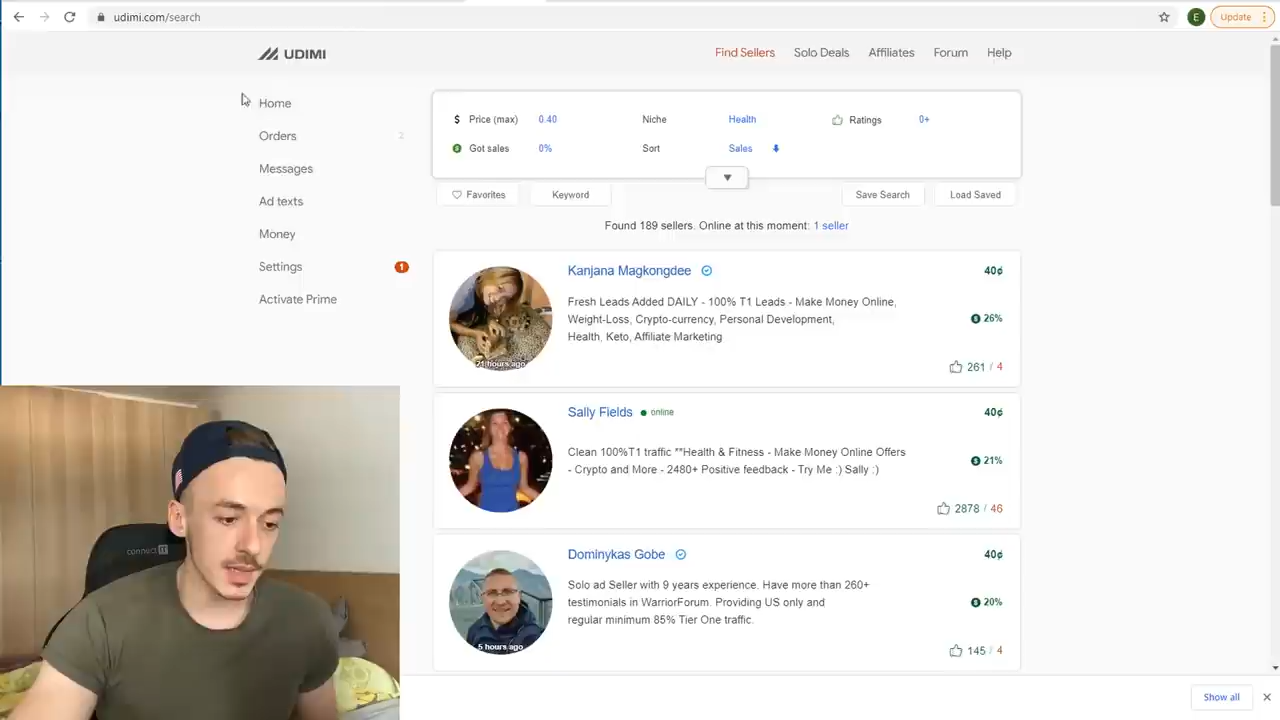 udimi.com/search
E
Update
UDIMI
Find Sellers
Solo Deals
Affiliates
Forum
Help
Home
Orders
2
Messages
Ad texts
Money
Settings
1
Activate Prime
$ Price (max) 0.40
Niche Health
Ratings 0+
Got sales 0%
Sort Sales
Favorites
Keyword
Save Search
Load Saved
Found 189 sellers. Online at this moment: 1 seller
Kanjana Magkongdee
40¢
Fresh Leads Added DAILY - 100% T1 Leads - Make Money Online,
Weight-Loss, Crypto-currency, Personal Development,
Health, Keto, Affiliate Marketing
26%
21 hours ago
261 / 4
Sally Fields
online
40¢
Clean 100%T1 traffic **Health & Fitness - Make Money Online Offers
- Crypto and More - 2480+ Positive feedback - Try Me :) Sally :)
21%
2878 / 46
Dominykas Gobe
40¢
Solo ad Seller with 9 years experience. Have more than 260+
testimonials in WarriorForum. Providing US only and
regular minimum 85% Tier One traffic.
20%
5 hours ago
145 / 4
connect IT
Show all